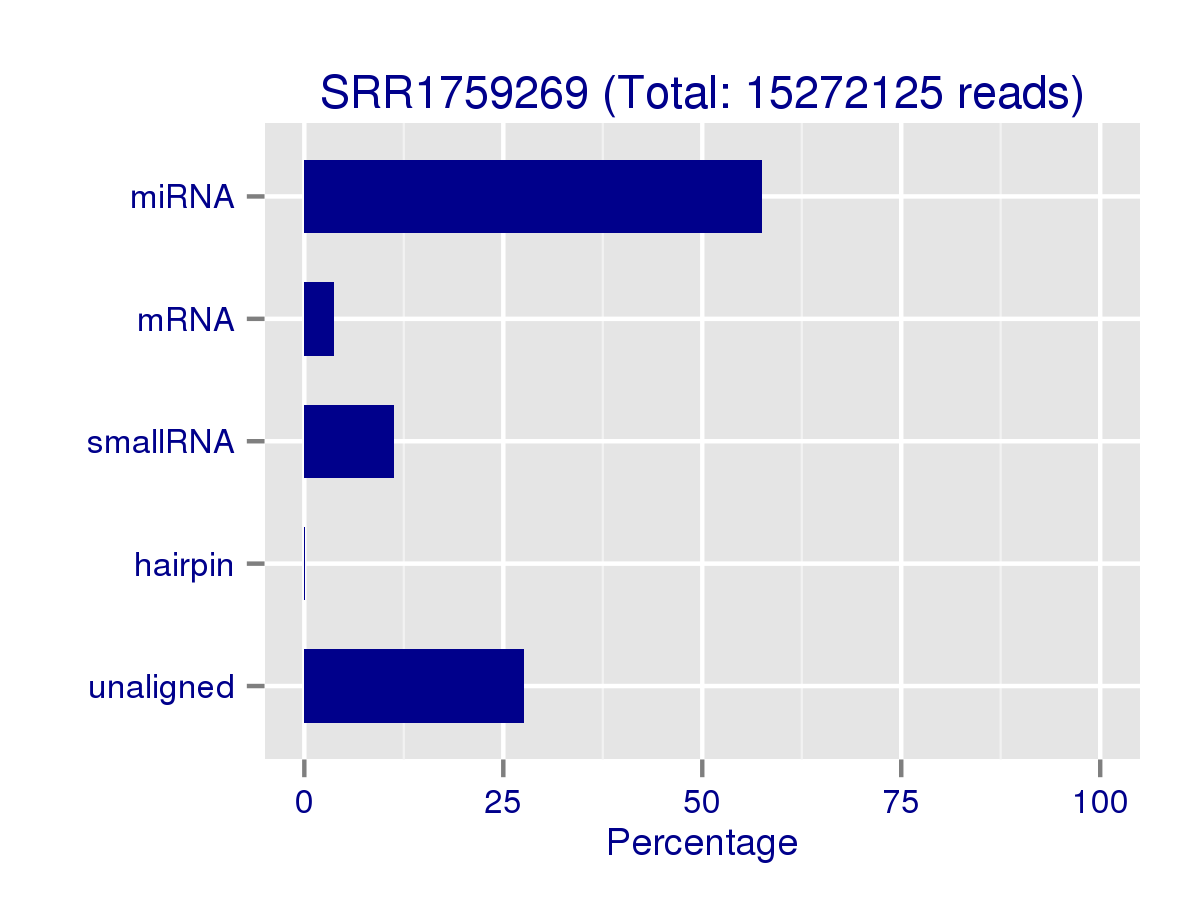 SRR1759269 (Total: 15272125 reads)
miRNA
mRNA
smallRNA
hairpin
unaligned
0 25 50 75 100
Percentage